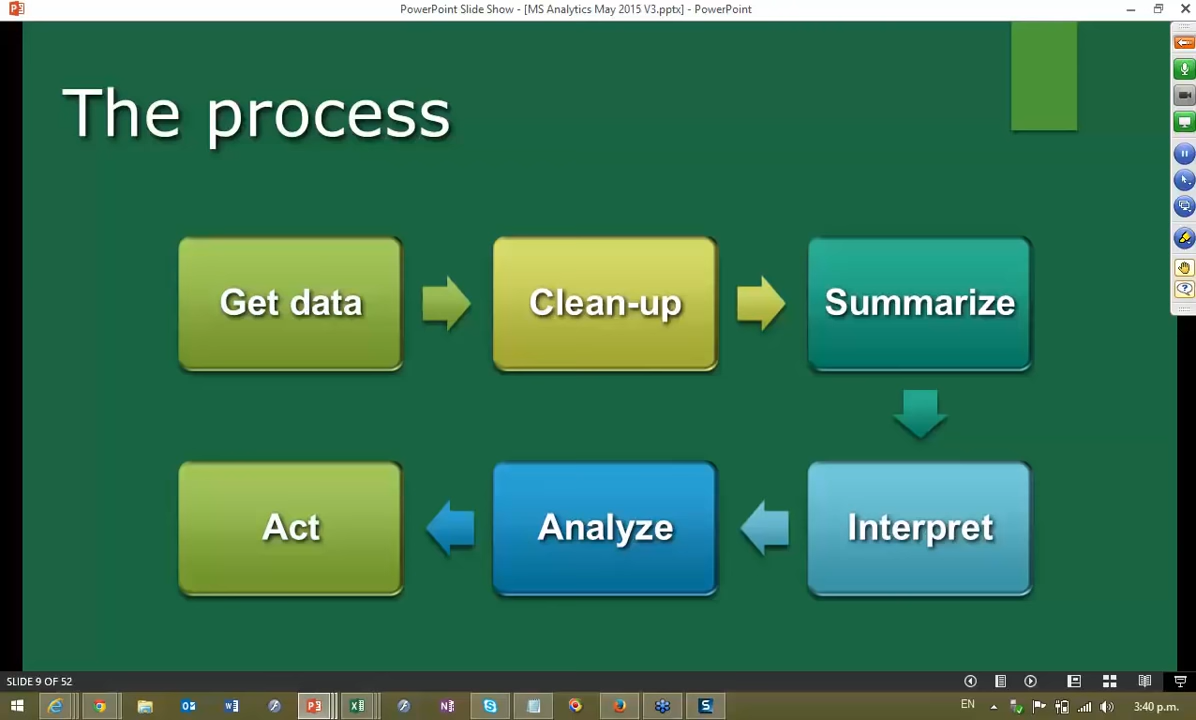 PowerPoint Slide Show - [MS Analytics May 2015 V3.pptx] - PowerPoint
The process
Get data
Clean-up
Summarize
Act
Analyze
Interpret
SLIDE 9 OF 52
EN
3:40 p.m.